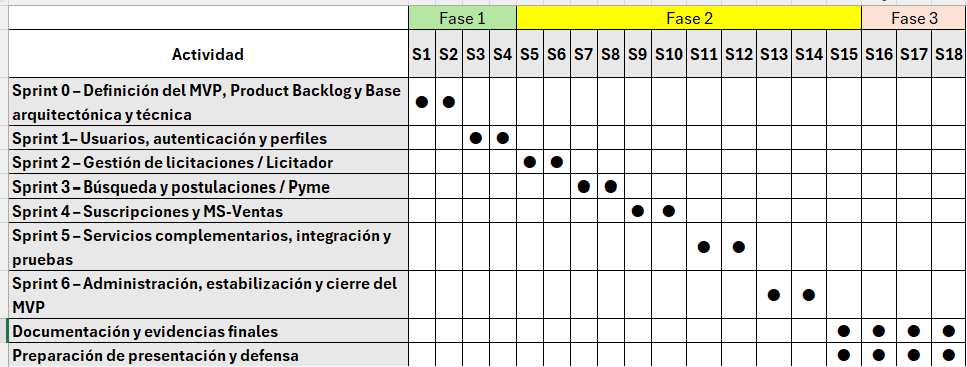 Fase 1 Fase 2 Fase 3
Actividad S1 S2 S3 S4 S5 S6 S7 S8 S9 S10 S11 S12 S13 S14 S15 S16 S17 S18
Sprint 0 – Definición del MVP, Product Backlog y Base
arquitectónica y técnica ● ●
Sprint 1– Usuarios, autenticación y perfiles ● ●
Sprint 2 – Gestión de licitaciones / Licitador ● ●
Sprint 3 – Búsqueda y postulaciones / Pyme ● ●
Sprint 4 – Suscripciones y MS-Ventas ● ●
Sprint 5 – Servicios complementarios, integración y
pruebas ● ●
Sprint 6 – Administración, estabilización y cierre del
MVP ● ●
Documentación y evidencias finales ● ● ● ●
Preparación de presentación y defensa ● ● ● ●